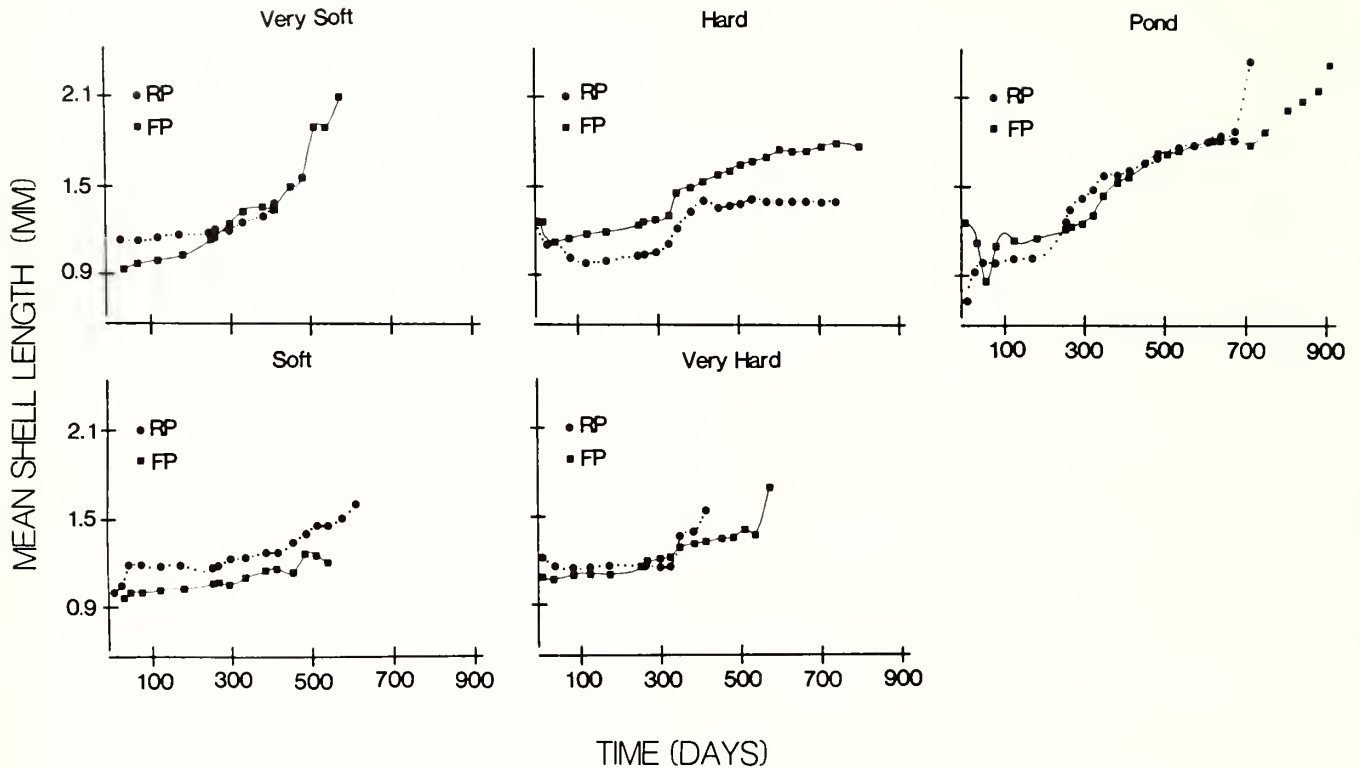 Very Soft
Hard
Pond
2.1
RP
FP
RP
FP
RP
FP
1.5
0.9
100 300 500 700 900
Soft
Very Hard
2.1
RP
FP
RP
FP
1.5
0.9
100 300 500 700 900
100 300 500 700 900
MEAN SHELL LENGTH (MM)
TIME (DAYS)